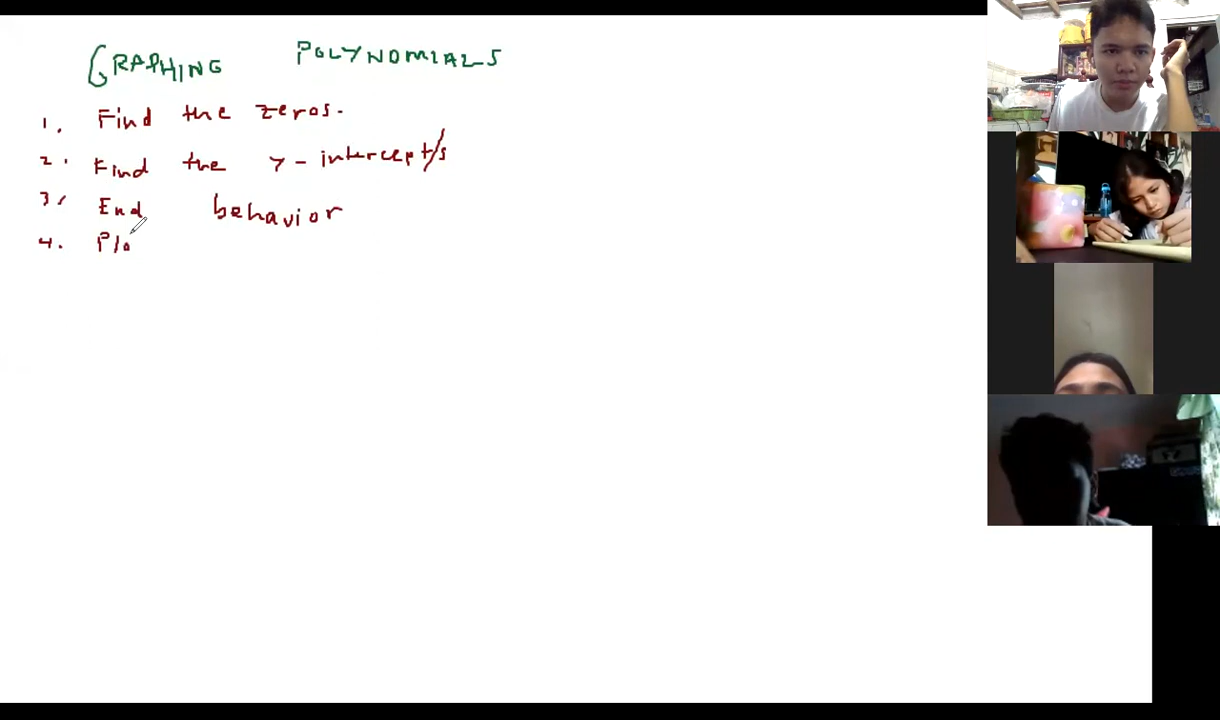 GRAPHING POLYNOMIALS
1. Find the zeros.
2. Find the y-intercept/s
3. End behavior
4. Plo